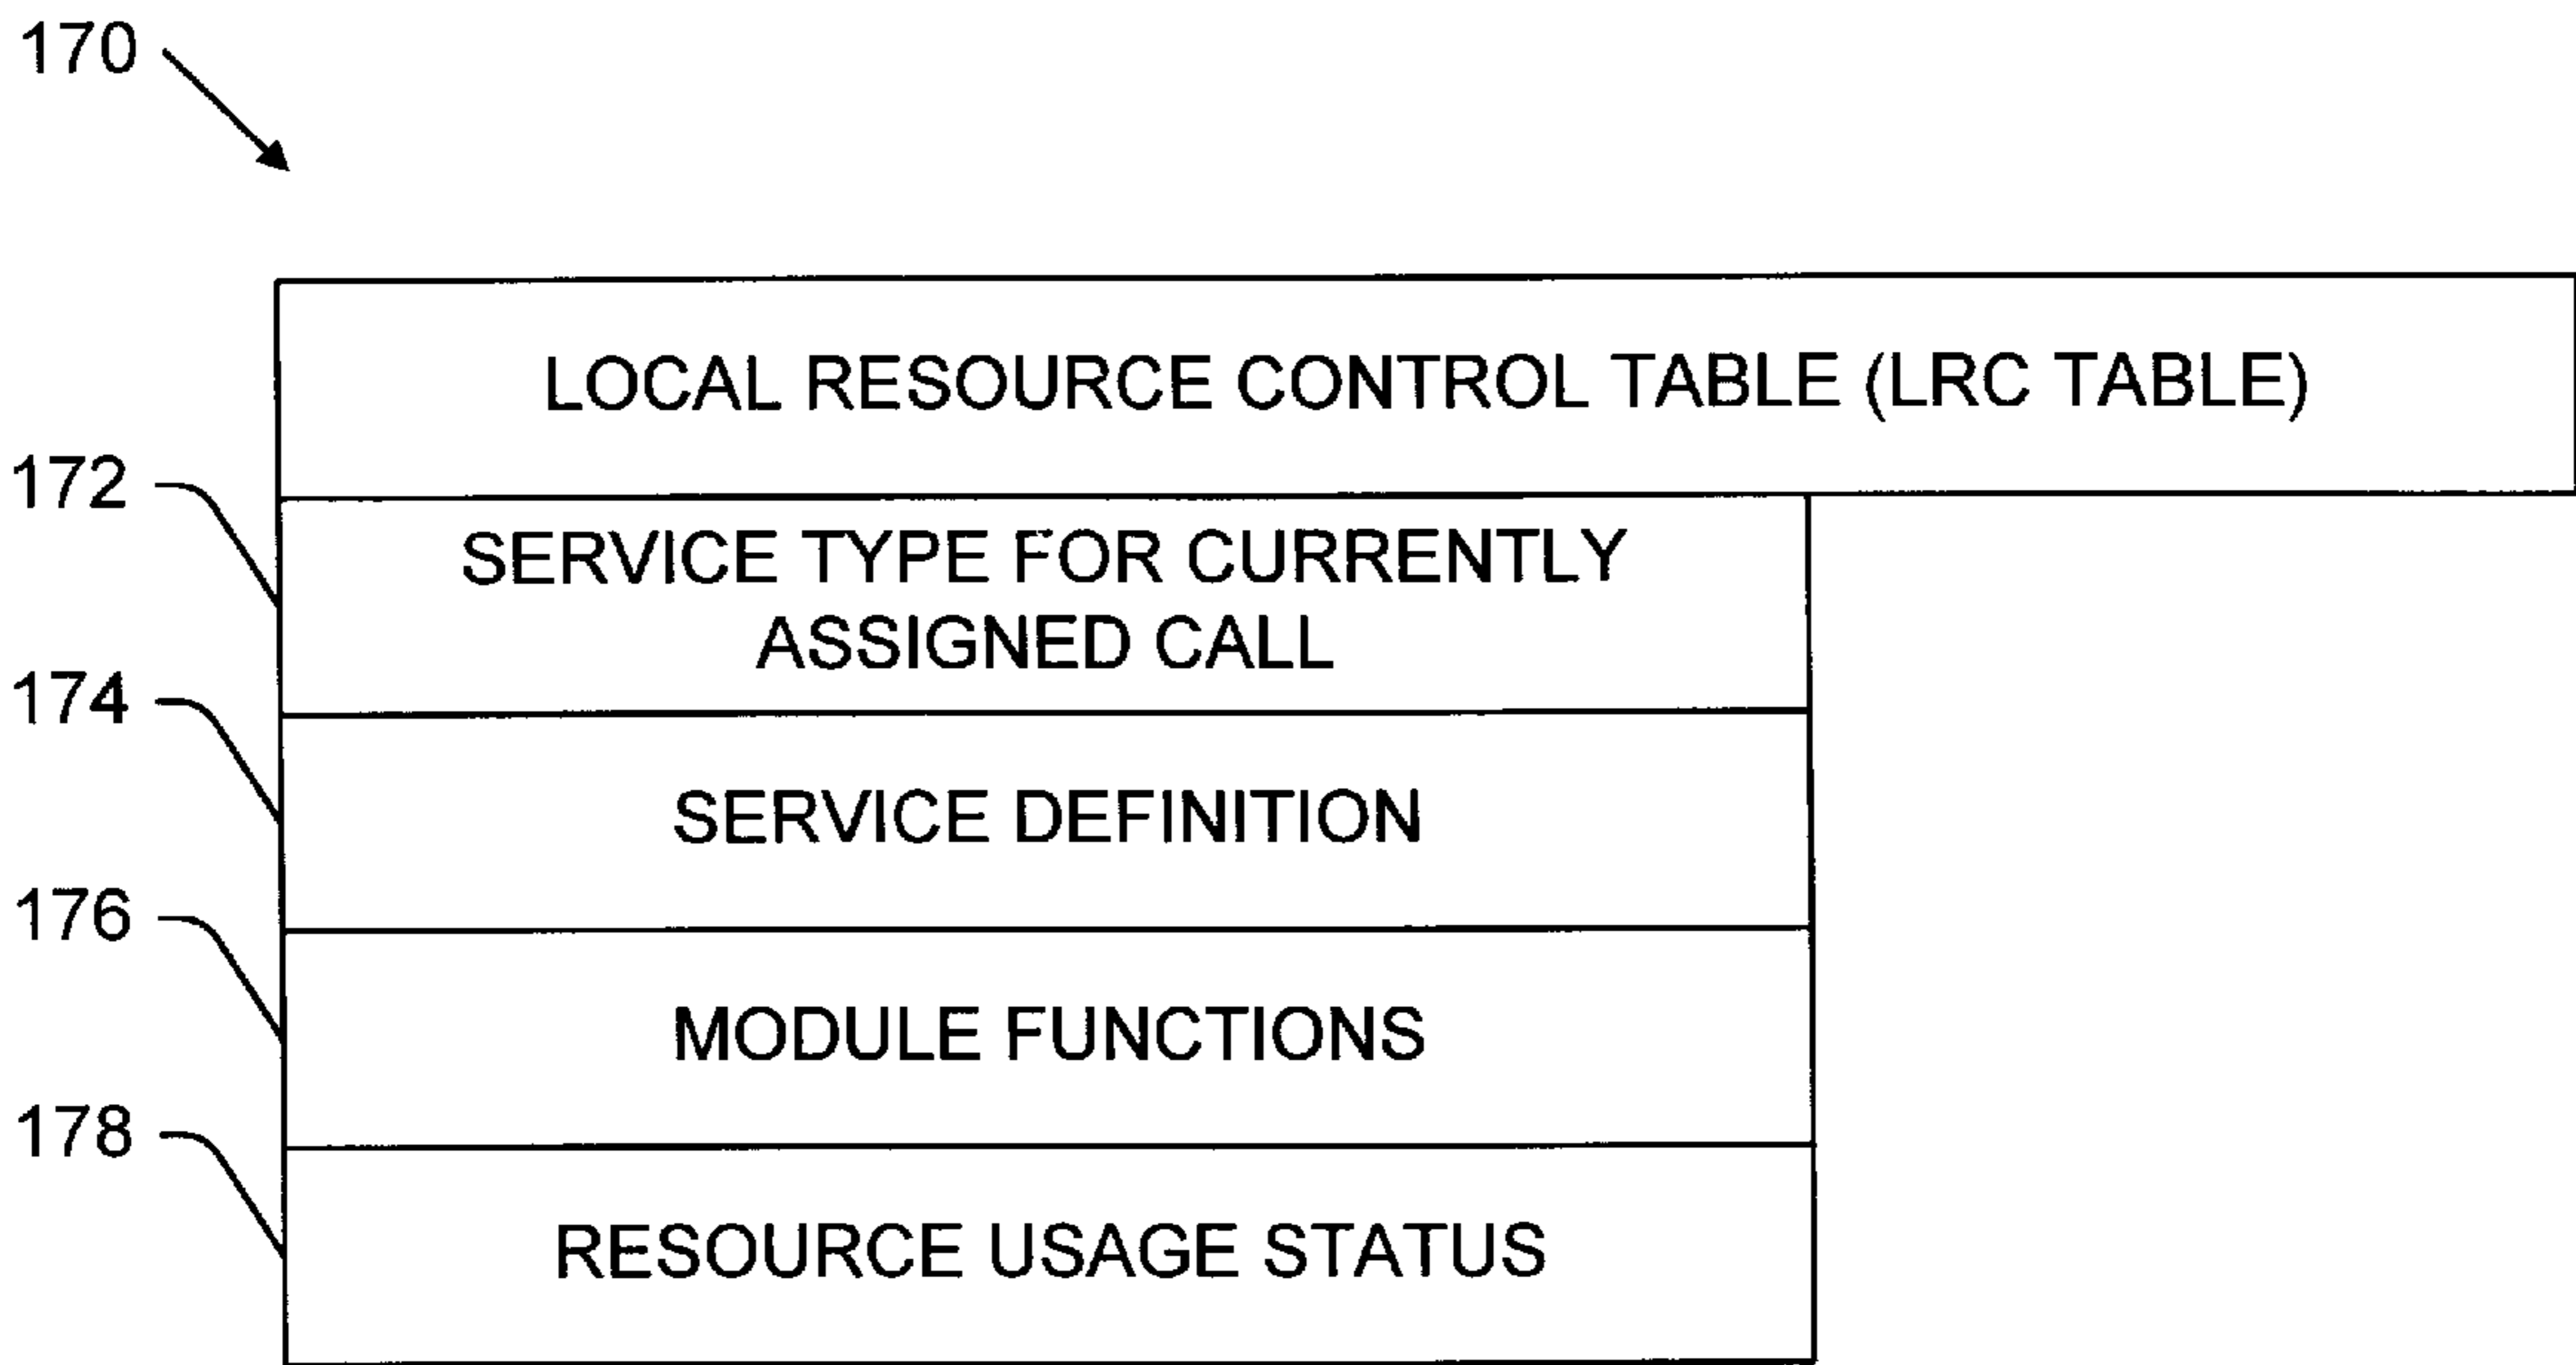 170
LOCAL RESOURCE CONTROL TABLE (LRC TABLE)
172
SERVICE TYPE FOR CURRENTLY
ASSIGNED CALL
174
SERVICE DEFINITION
176
MODULE FUNCTIONS
178
RESOURCE USAGE STATUS